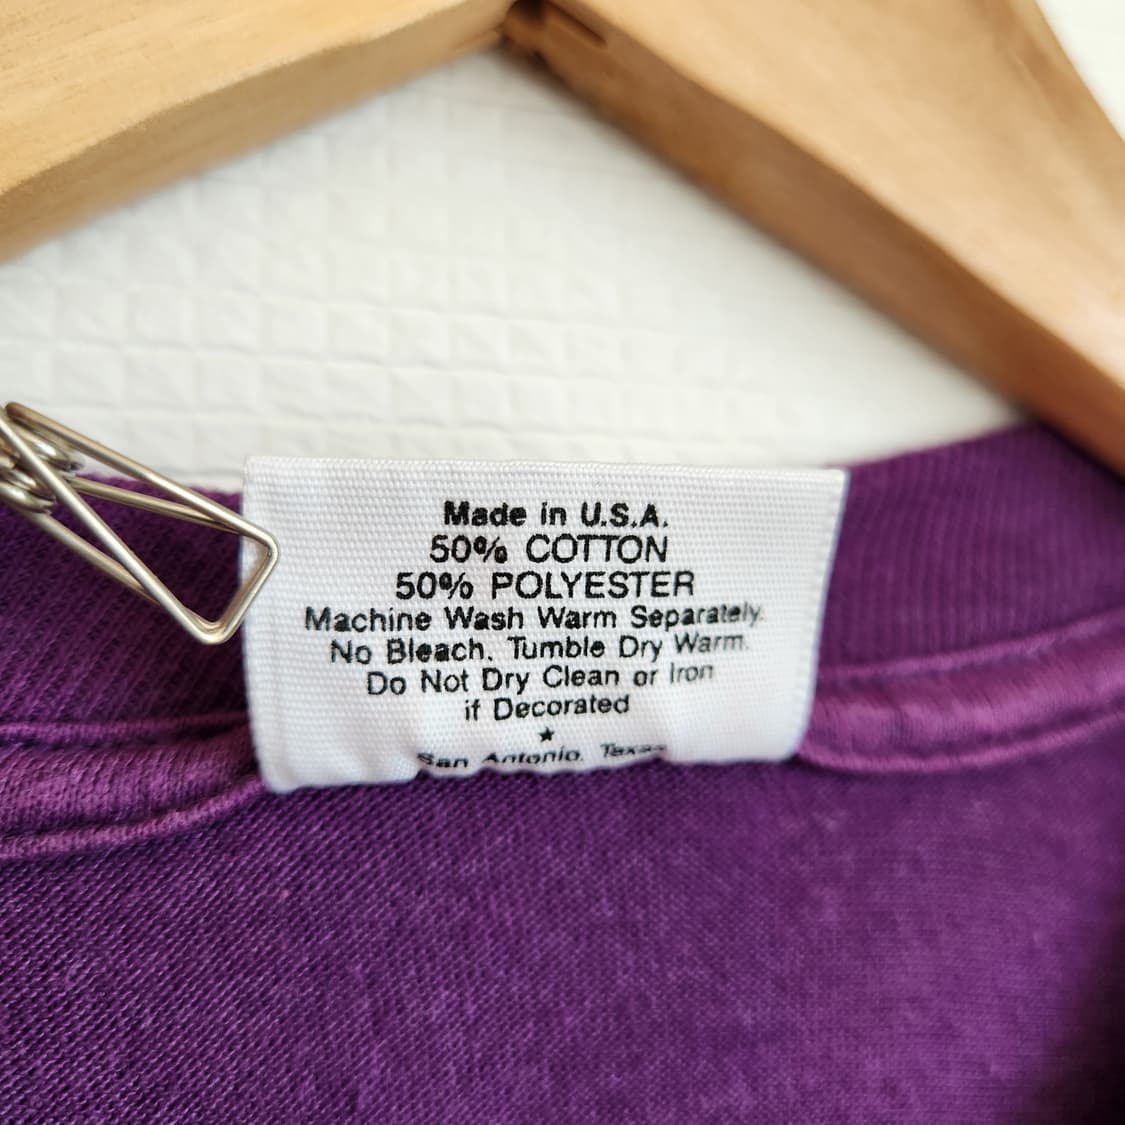 Made in U.S.A.
50% COTTON
50% POLYESTER
Machine Wash Warm Separately.
No Bleach. Tumble Dry Warm.
Do Not Dry Clean or Iron
if Decorated
★
San Antonio, Texas